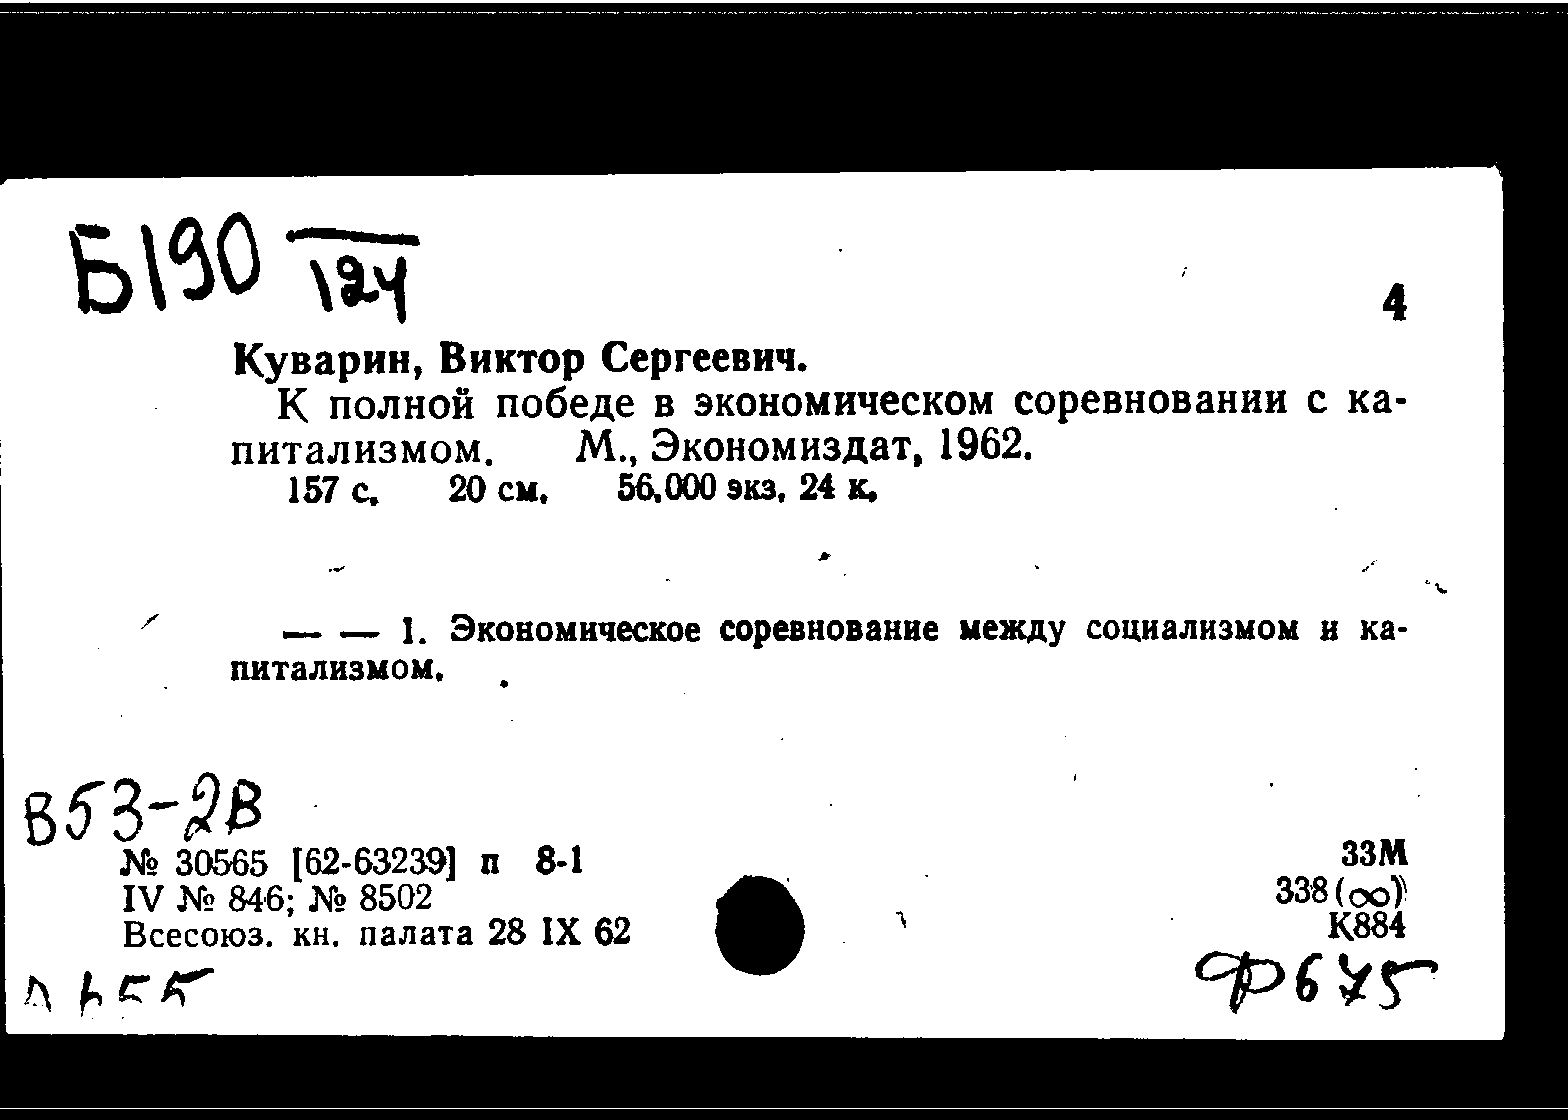 Б190 124
4
Куварин, Виктор Сергеевич.
К полной победе в экономическом соревновании с ка-
питализмом. М., Экономиздат, 1962.
157 с. 20 см. 56.000 экз. 24 к.
— — 1. Экономическое соревнование между социализмом и ка-
питализмом.
В53-2В
№ 30565 [62-63239] п 8-1
33М
IV № 846; № 8502
338(∞)
Всесоюз. кн. палата 28 IX 62
К884
Ф675